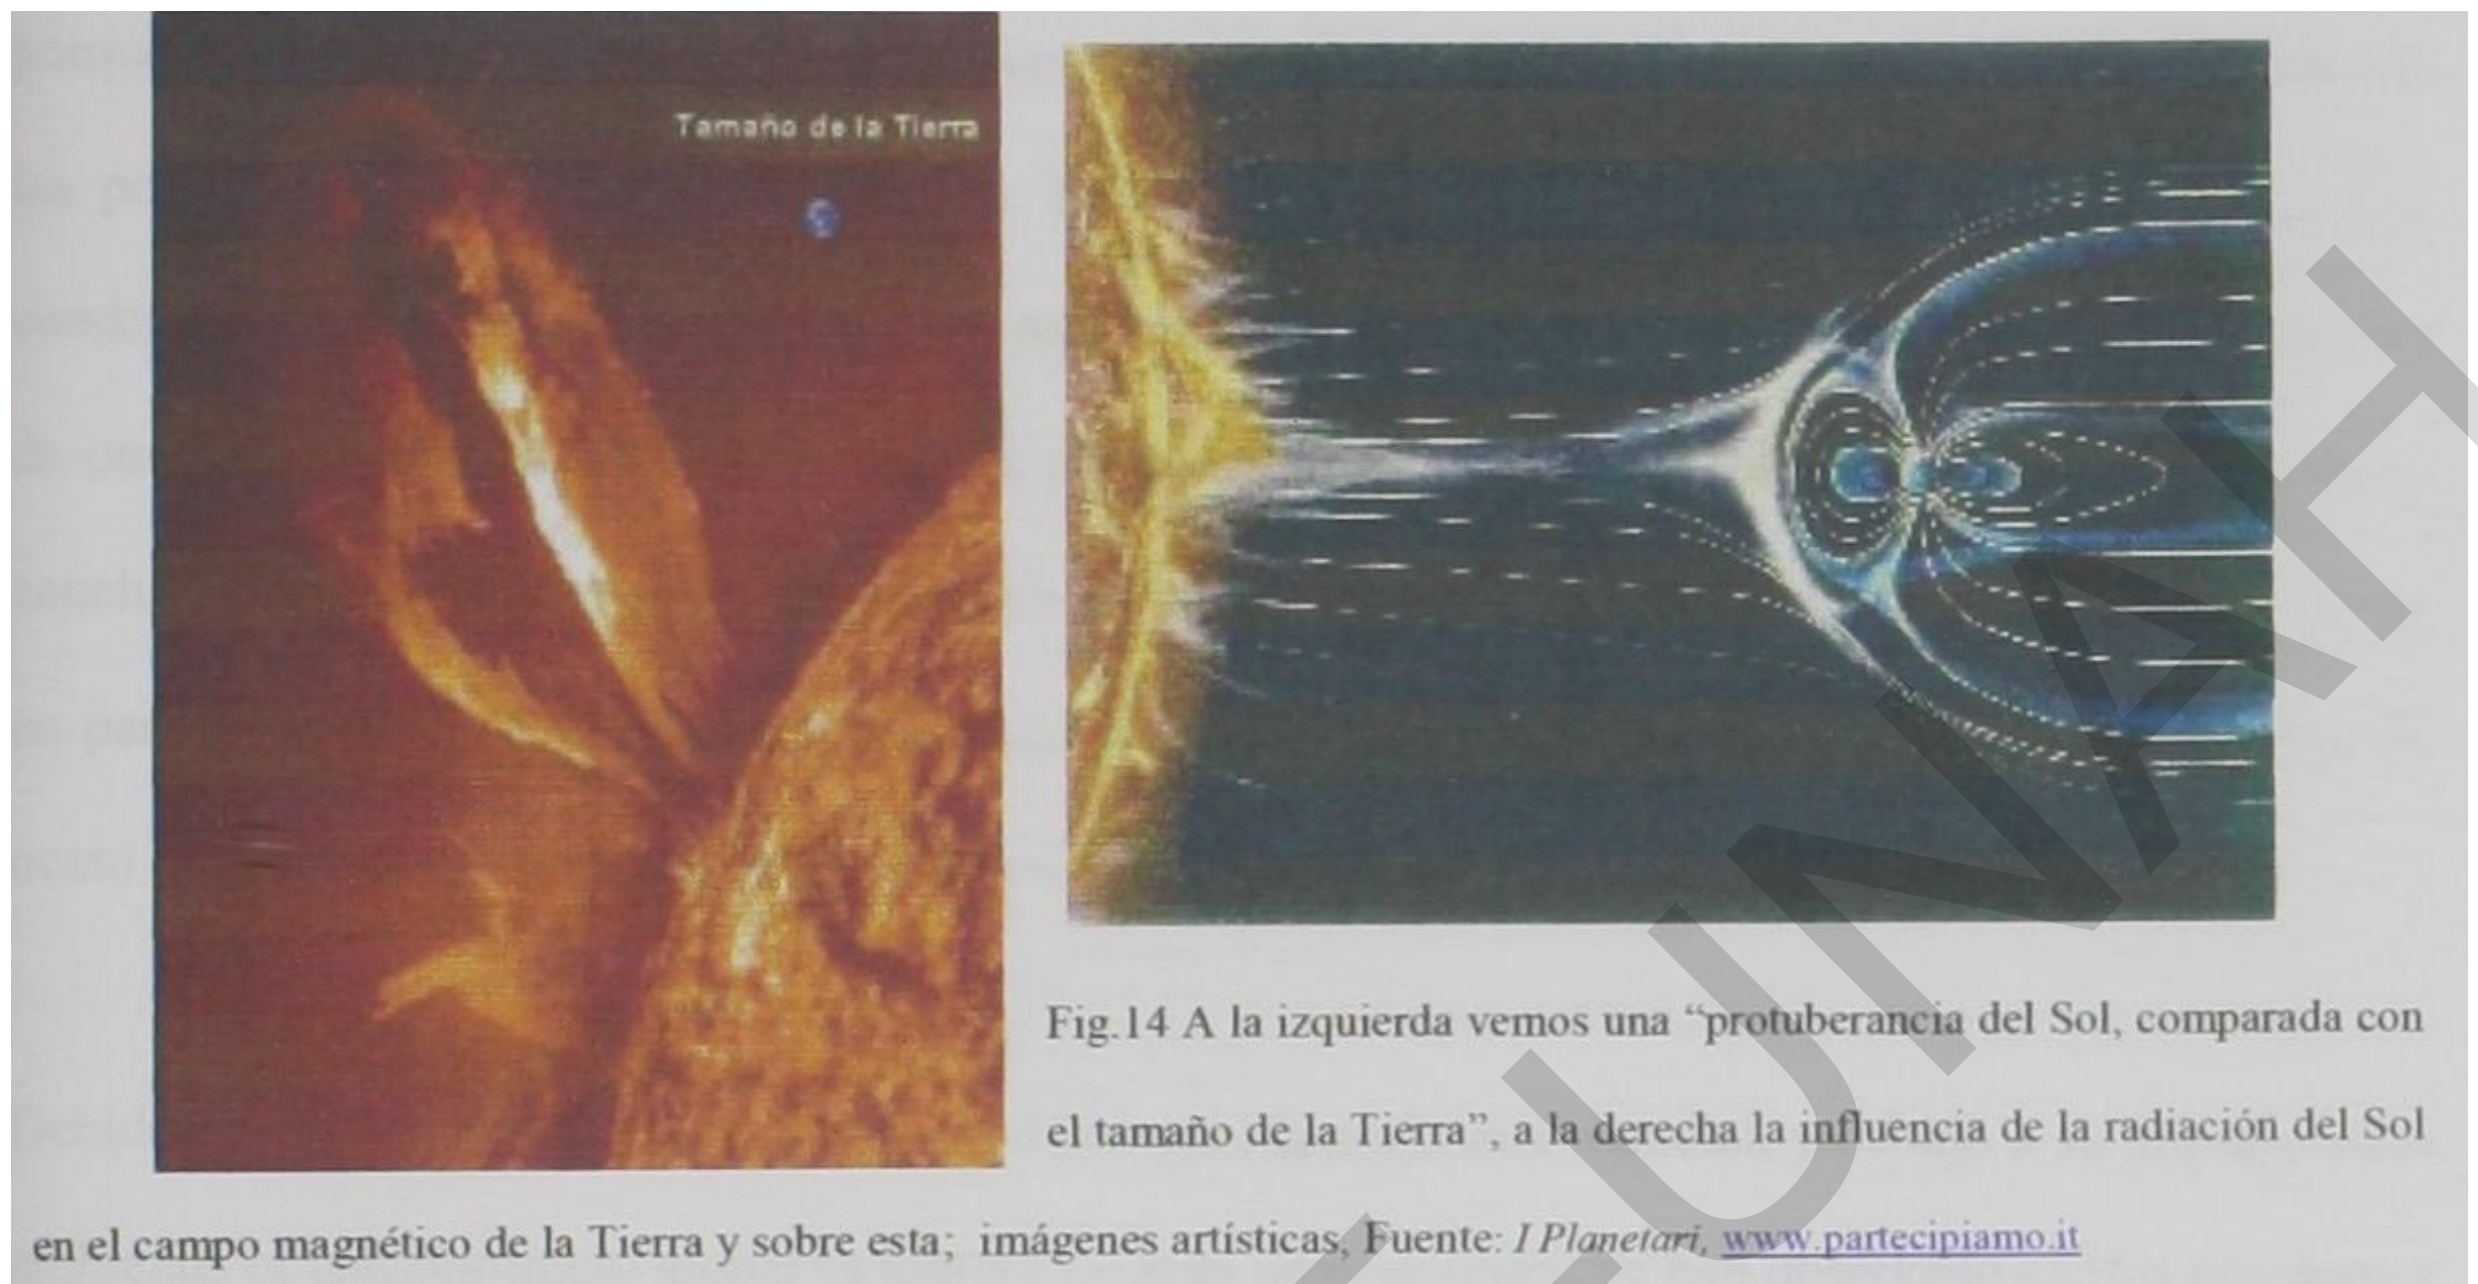 Tamaño de la Tierra
Fig.14 A la izquierda vemos una “protuberancia del Sol, comparada con
el tamaño de la Tierra”, a la derecha la influencia de la radiación del Sol
en el campo magnético de la Tierra y sobre esta; imágenes artísticas, Fuente: I Planetari, www.partecipiamo.it
UNAH